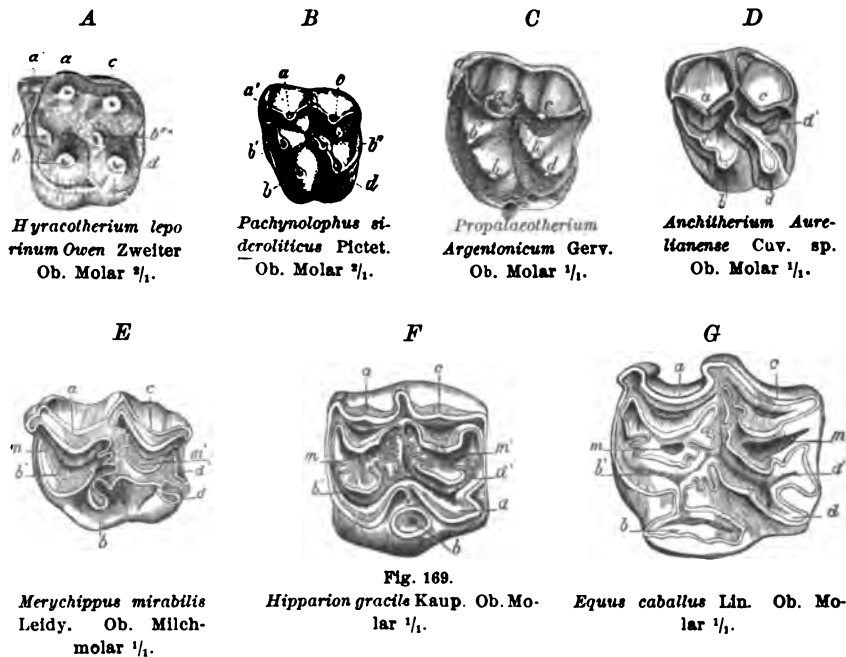 A B C D
a' a c
b'
b'''
b d
a' a c
b'
b''
b d
a c
b' b'
b d
a c
d'
b d
Hyracotherium lepo
rinum Owen Zweiter
Ob. Molar ²/₁.
Pachynolophus si-
deroliticus Pictet.
Ob. Molar ²/₁.
Propalaeotherium
Argentonicum Gerv.
Ob. Molar ¹/₁.
Anchitherium Aure-
lianense Cuv. sp.
Ob. Molar ¹/₁.
E F G
a c
m m'
b' d'
d
b
a c
m m'
b' d'
d
b
a c
m m
b' d'
b d
Fig. 169.
Merychippus mirabilis
Leidy. Ob. Milch-
molar ¹/₁.
Hipparion gracils Kaup. Ob. Mo-
lar ¹/₁.
Equus caballus Lin. Ob. Mo-
lar ¹/₁.